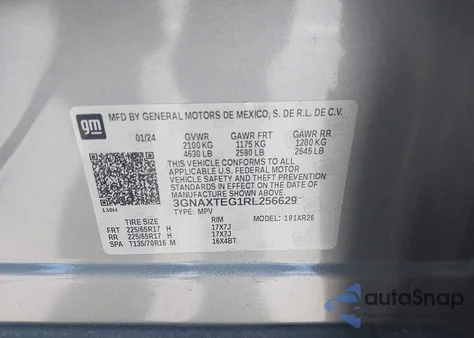 gm
MFD BY GENERAL MOTORS DE MEXICO, S. DE R.L. DE C.V.
01/24 GVWR GAWR FRT GAWR RR
2100 KG 1175 KG 1200 KG
4630 LB 2590 LB 2645 LB
THIS VEHICLE CONFORMS TO ALL
APPLICABLE U.S. FEDERAL MOTOR
VEHICLE SAFETY AND THEFT PREVENTION
STANDARDS IN EFFECT ON THE DATE OF
MANUFACTURE SHOWN ABOVE.
3GNAXTEG1RL256629
TYPE: MPV MODEL: 191XR26
TIRE SIZE RIM
FRT 225/65R17 H 17X7J
RR 225/65R17 H 17X7J
SPA T135/70R16 M 16X4BT
autoSnap